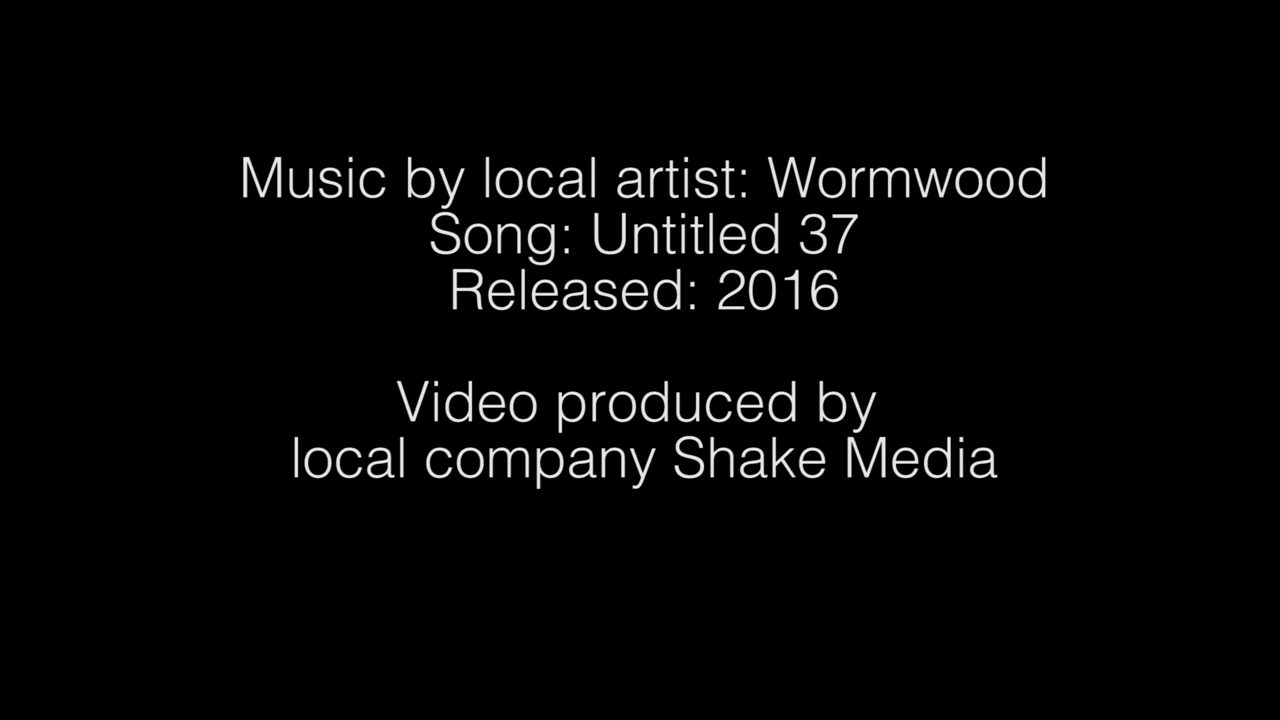 Music by local artist: Wormwood
Song: Untitled 37
Released: 2016
Video produced by
local company Shake Media